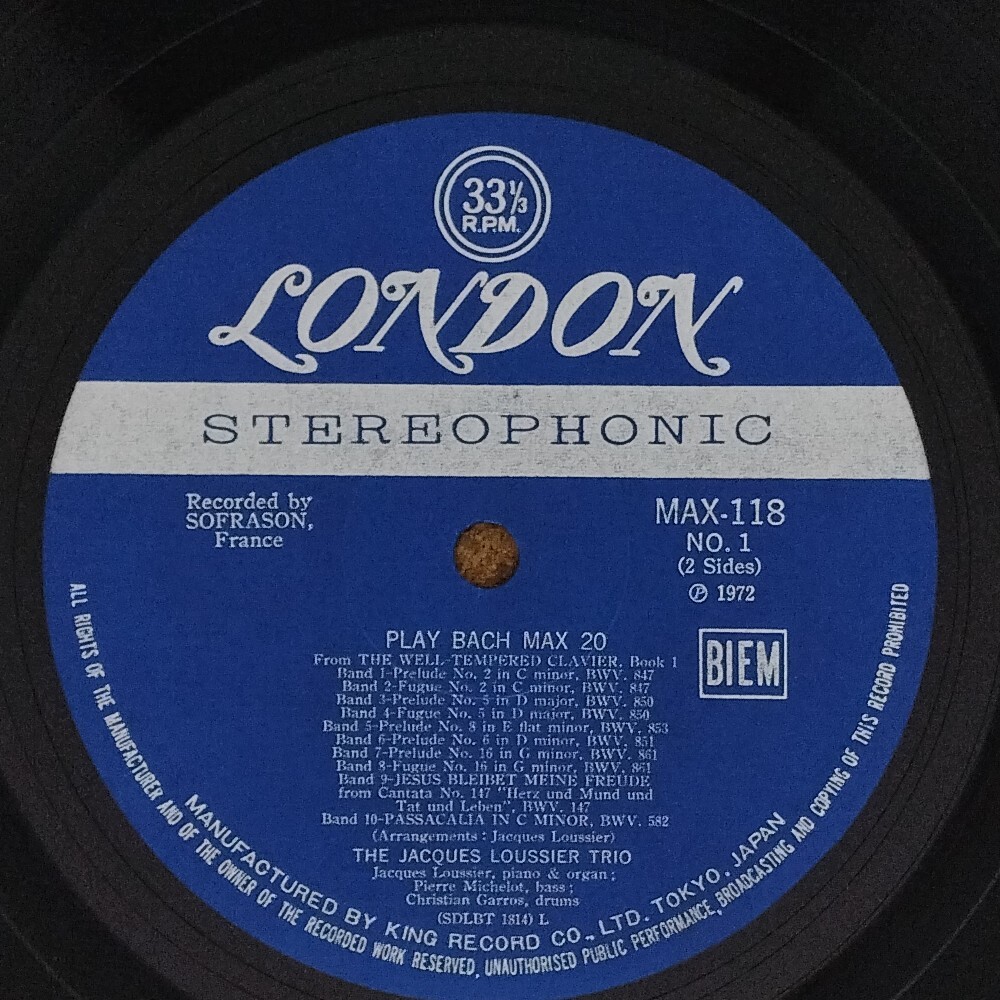 33⅓
R.P.M.
LONDON
STEREOPHONIC
Recorded by
SOFRASON,
France
MAX-118
NO. 1
(2 Sides)
℗ 1972
BIEM
PLAY BACH MAX 20
From THE WELL-TEMPERED CLAVIER, Book 1
Band 1-Prelude No. 2 in C minor, BWV. 847
Band 2-Fugue No. 2 in C minor, BWV. 847
Band 3-Prelude No. 5 in D major, BWV. 850
Band 4-Fugue No. 5 in D major, BWV. 850
Band 5-Prelude No. 8 in E flat minor, BWV. 853
Band 6-Prelude No. 6 in D minor, BWV. 851
Band 7-Prelude No. 16 in G minor, BWV. 861
Band 8-Fugue No. 16 in G minor, BWV. 861
Band 9-JESUS BLEIBET MEINE FREUDE
from Cantata No. 147 "Herz und Mund und
Tat und Leben", BWV. 147
Band 10-PASSACALIA IN C MINOR, BWV. 582
(Arrangements : Jacques Loussier)
THE JACQUES LOUSSIER TRIO
Jacques Loussier, piano & organ ;
Pierre Michelot, bass ;
Christian Garros, drums
(SDLBT 1814) L
MANUFACTURED BY KING RECORD CO., LTD. TOKYO, JAPAN
ALL RIGHTS OF THE MANUFACTURER AND OF THE OWNER OF THE RECORDED WORK RESERVED, UNAUTHORISED PUBLIC PERFORMANCE, BROADCASTING AND COPYING OF THIS RECORD PROHIBITED